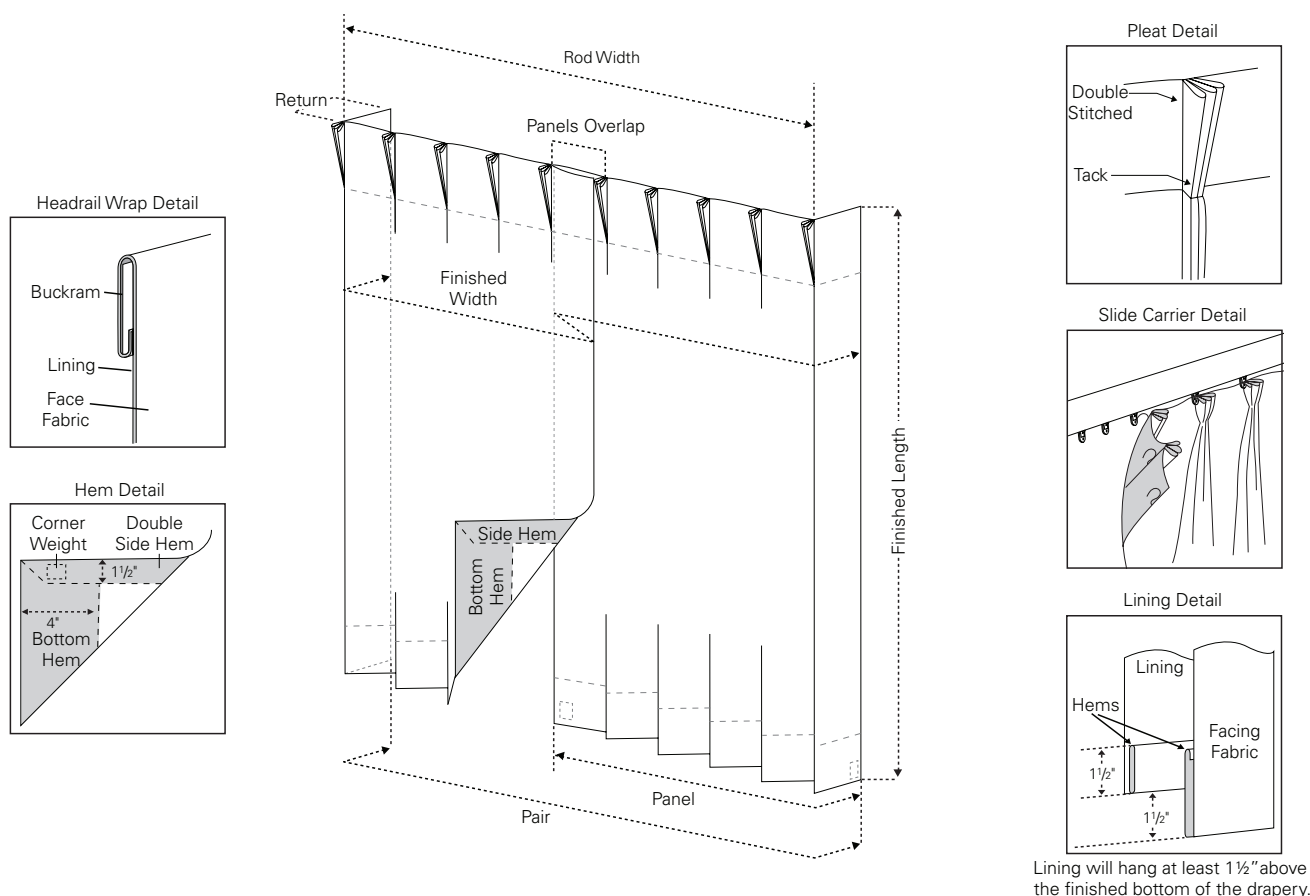 Headrail Wrap Detail
Buckram
Lining
Face
Fabric
Hem Detail
Corner
Weight
Double
Side Hem
1½"
4"
Bottom
Hem
Rod Width
Return
Panels Overlap
Finished
Width
Finished Length
Side Hem
Bottom
Hem
Panel
Pair
Pleat Detail
Double
Stitched
Tack
Slide Carrier Detail
Lining Detail
Lining
Hems
Facing
Fabric
1½"
1½"
Lining will hang at least 1½” above
the finished bottom of the drapery.